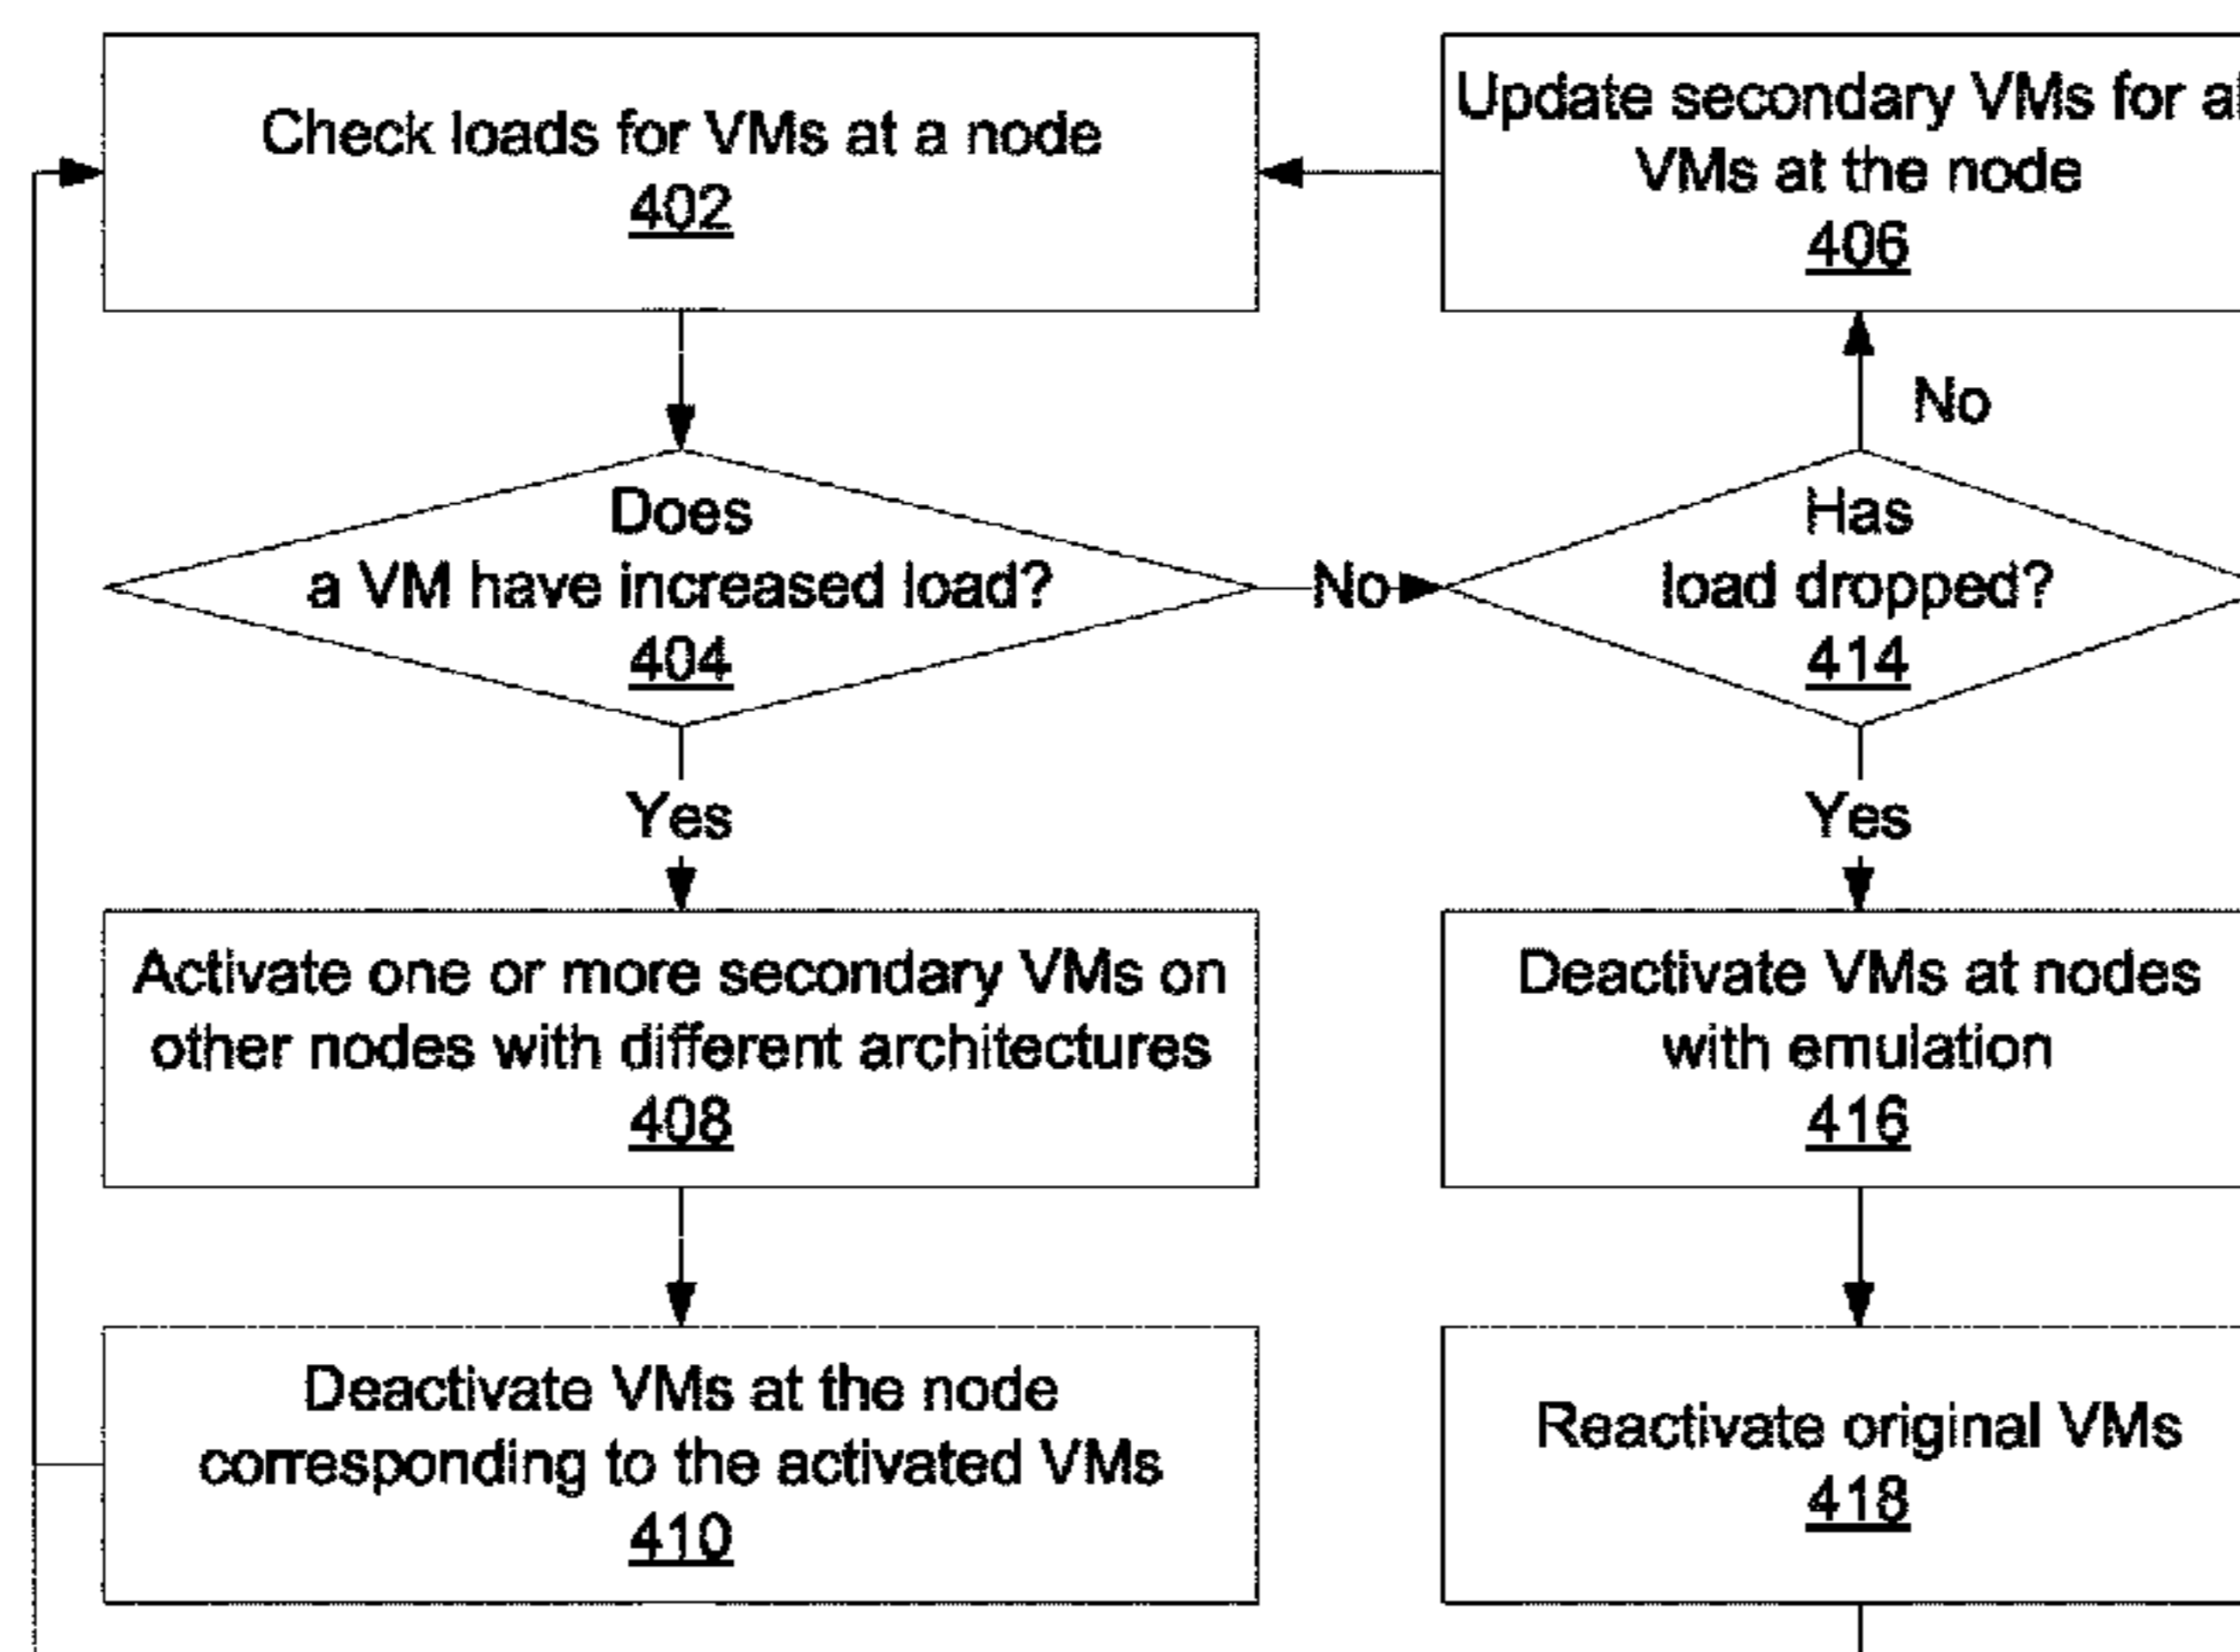 Check loads for VMs at a node
402
Update secondary VMs for
VMs at the node
406
No
Does
a VM have increased load?
404
No
Has
load dropped?
414
Yes
Yes
Activate one or more secondary VMs on
other nodes with different architectures
408
Deactivate VMs at nodes
with emulation
416
Deactivate VMs at the node
corresponding to the activated VMs
410
Reactivate original VMs
418